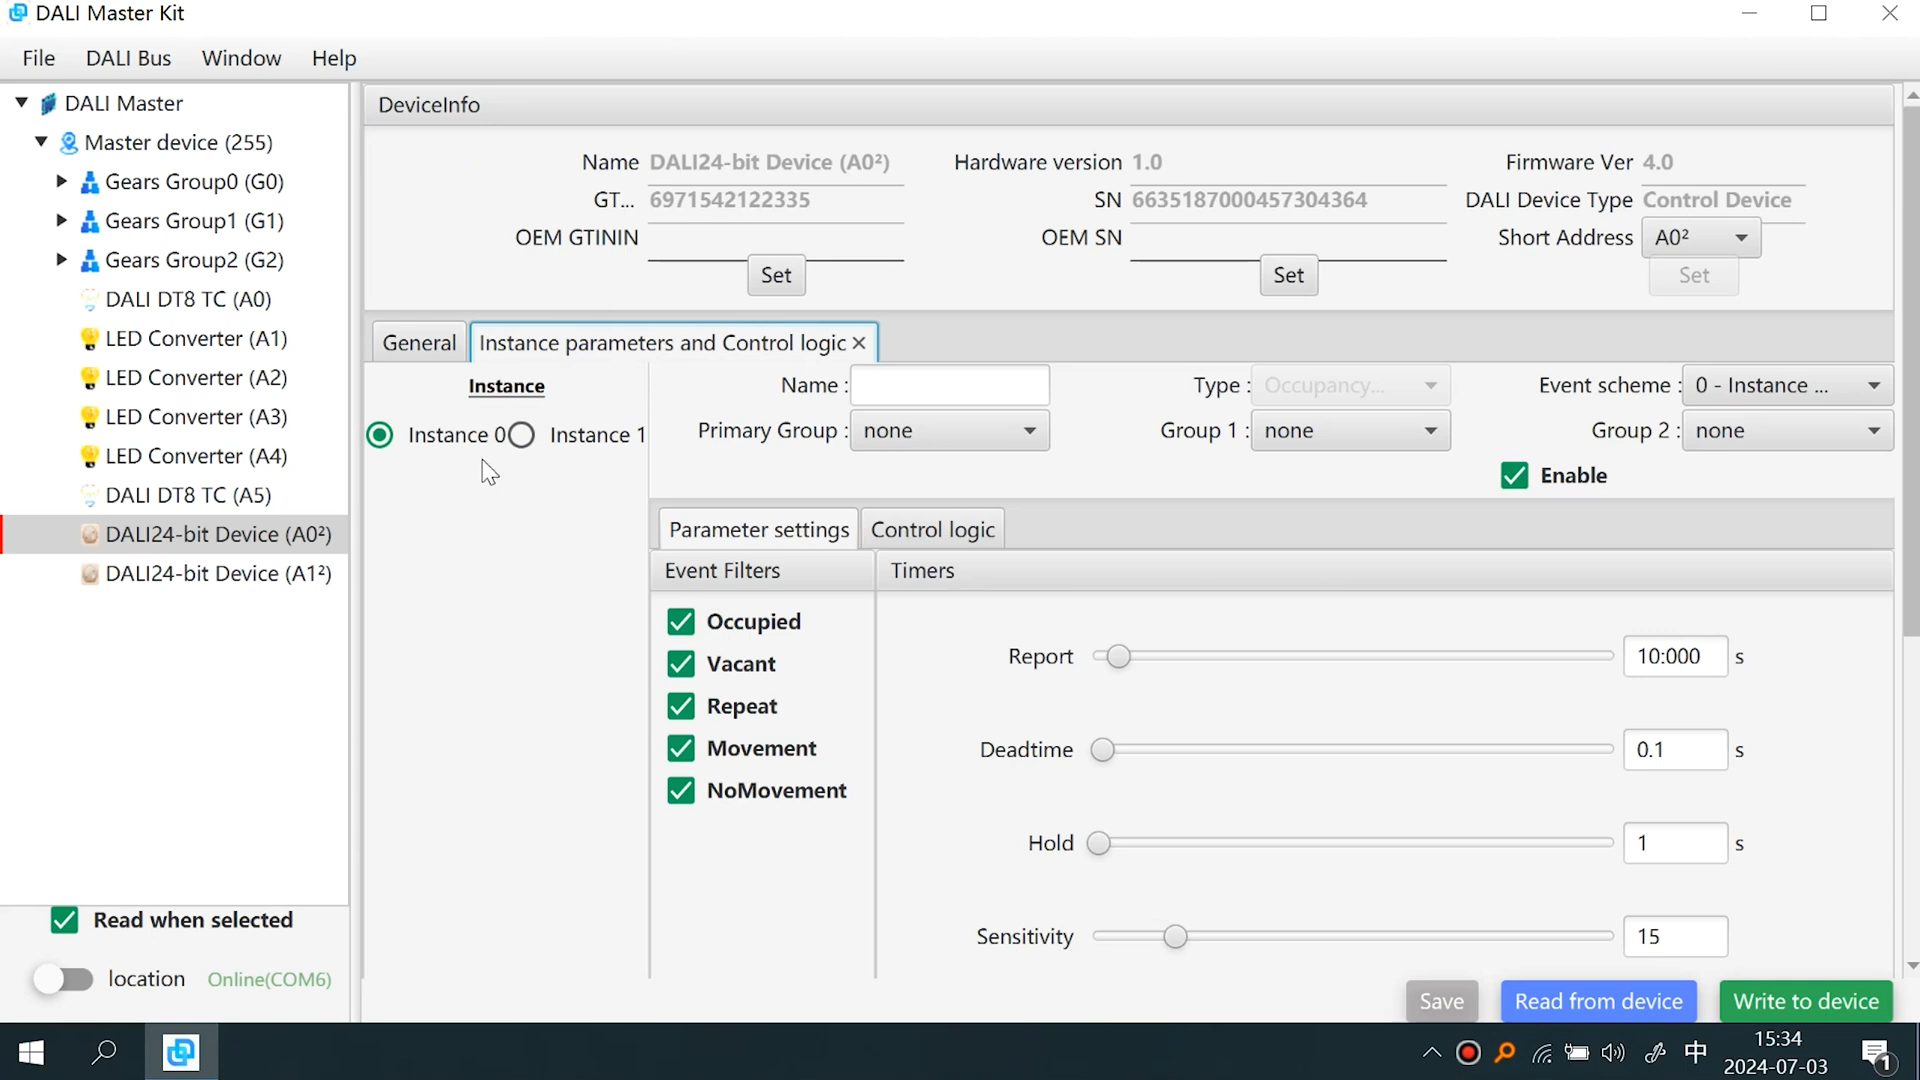 DALI Master Kit
File DALI Bus Window Help
DALI Master
Master device (255)
Gears Group0 (G0)
Gears Group1 (G1)
Gears Group2 (G2)
DALI DT8 TC (A0)
LED Converter (A1)
LED Converter (A2)
LED Converter (A3)
LED Converter (A4)
DALI DT8 TC (A5)
DALI24-bit Device (A0²)
DALI24-bit Device (A1²)
Read when selected
location Online(COM6)
DeviceInfo
Name DALI24-bit Device (A0²) Hardware version 1.0 Firmware Ver 4.0
GT... 6971542122335 SN 6635187000457304364 DALI Device Type Control Device
OEM GTININ OEM SN Short Address A0²
Set Set Set
General Instance parameters and Control logic
Instance
Instance 0 Instance 1
Name : Type : Occupancy... Event scheme : 0 - Instance ...
Primary Group : none Group 1 : none Group 2 : none
Enable
Parameter settings Control logic
Event Filters Timers
Occupied
Vacant
Repeat
Movement
NoMovement
Report 10:000 s
Deadtime 0.1 s
Hold 1 s
Sensitivity 15
Save Read from device Write to device
中 15:34
2024-07-03
1